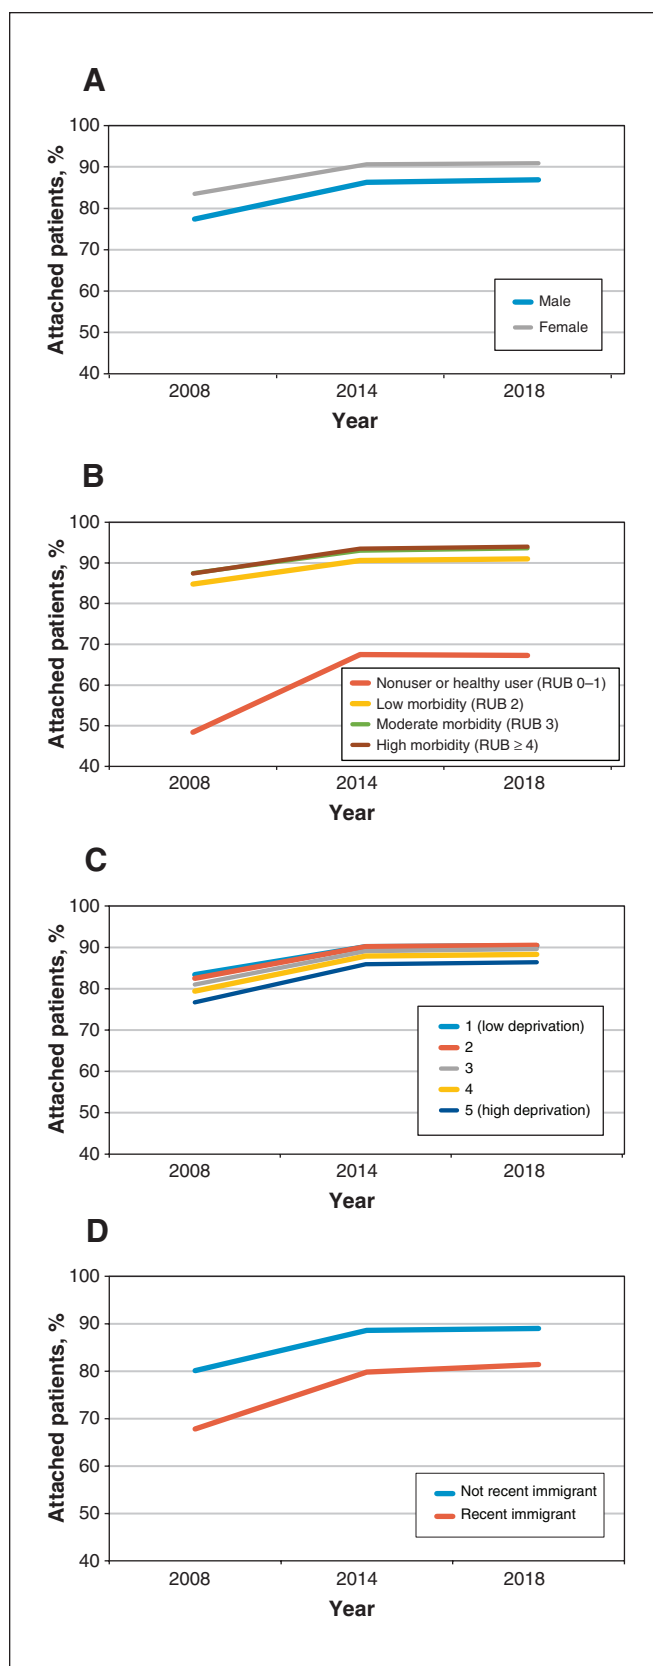 A
Attached patients, %
100
90
80
70
60
50
40
Male
Female
2008 2014 2018
Year
B
Attached patients, %
100
90
80
70
60
50
40
Nonuser or healthy user (RUB 0–1)
Low morbidity (RUB 2)
Moderate morbidity (RUB 3)
High morbidity (RUB ≥ 4)
2008 2014 2018
Year
C
Attached patients, %
100
90
80
70
60
50
40
1 (low deprivation)
2
3
4
5 (high deprivation)
2008 2014 2018
Year
D
Attached patients, %
100
90
80
70
60
50
40
Not recent immigrant
Recent immigrant
2008 2014 2018
Year